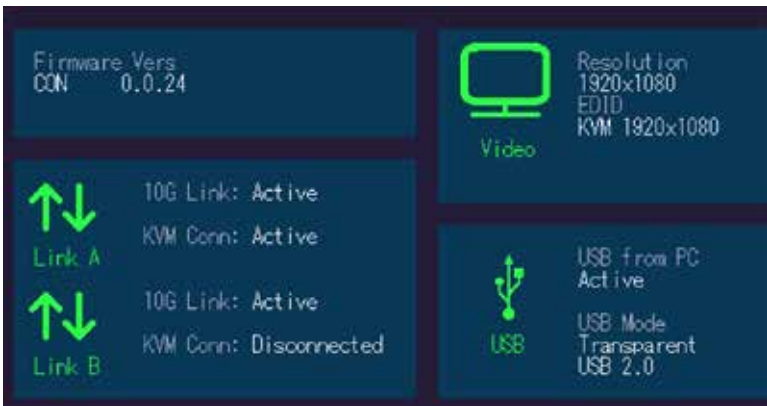 Firmware Vers
CON 0.0.24
10G Link: Active
KVM Conn: Active
Link A
10G Link: Active
KVM Conn: Disconnected
Link B
Video
Resolution
1920x1080
EDID
KVM 1920x1080
USB
USB from PC
Active
USB Mode
Transparent
USB 2.0